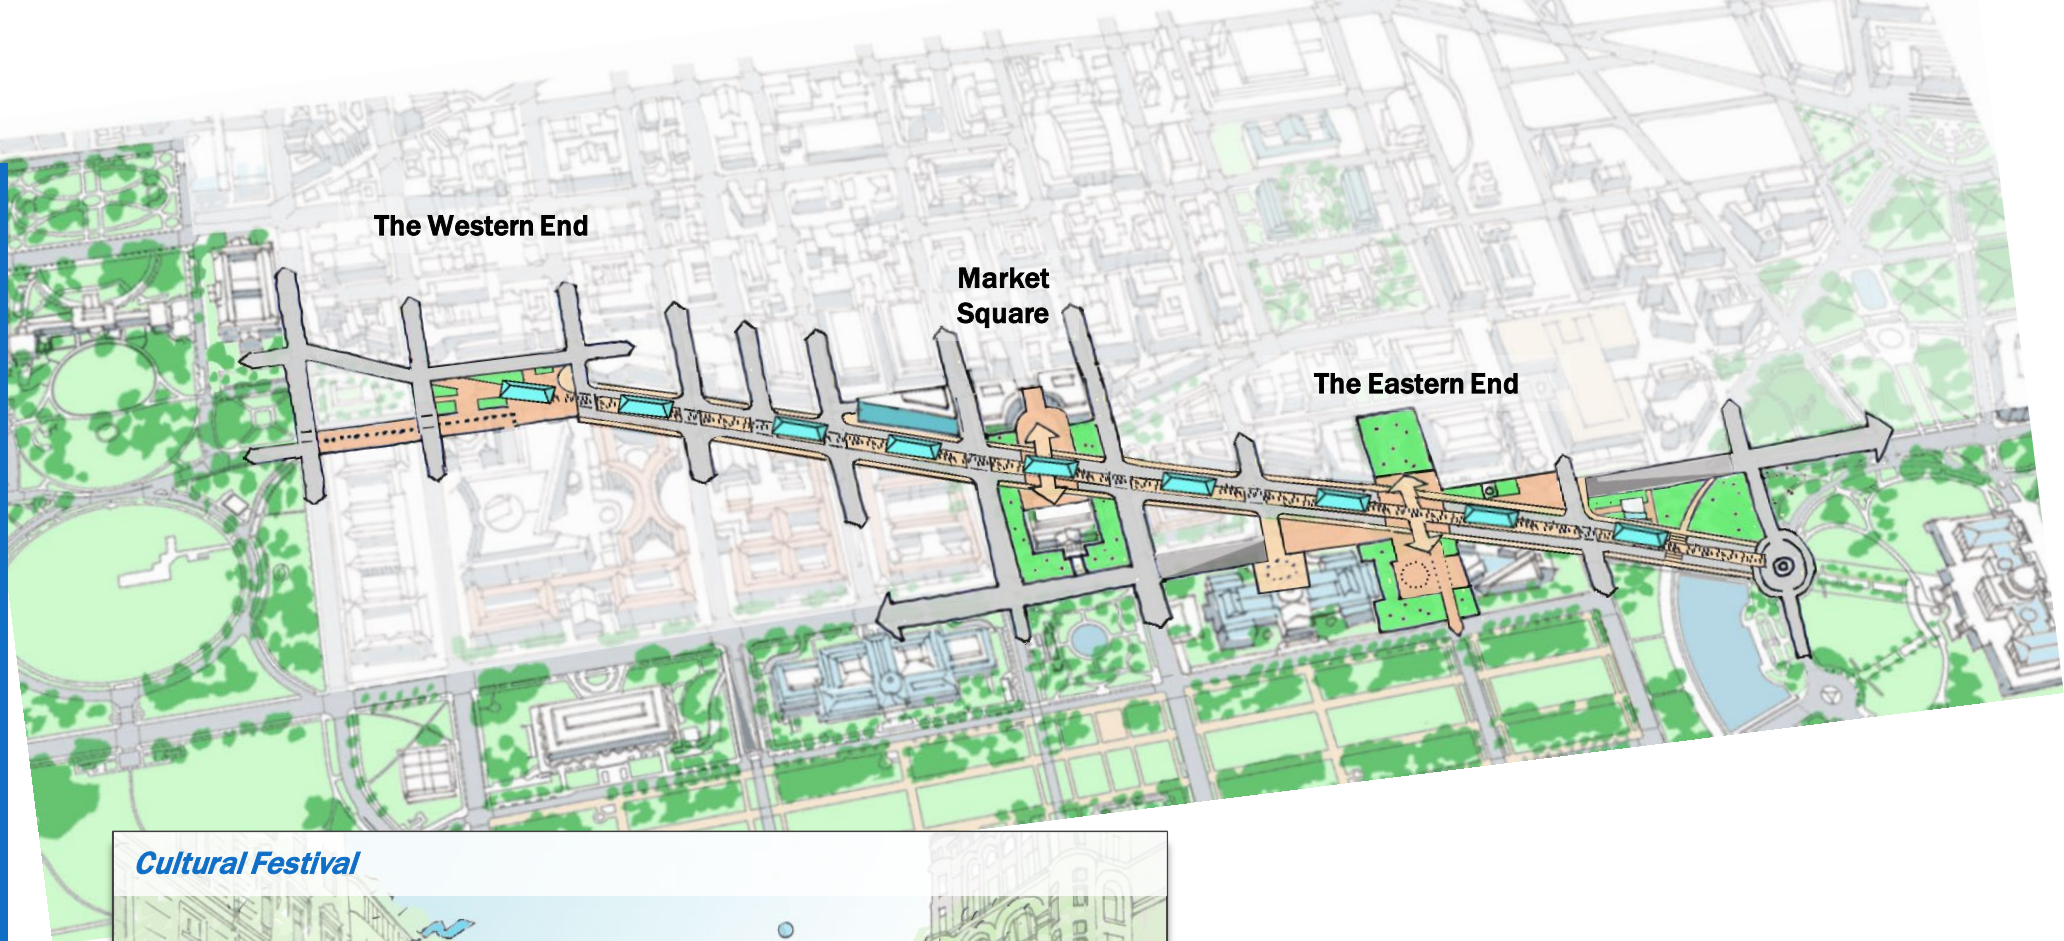 The Western End
Market
Square
The Eastern End
Cultural Festival